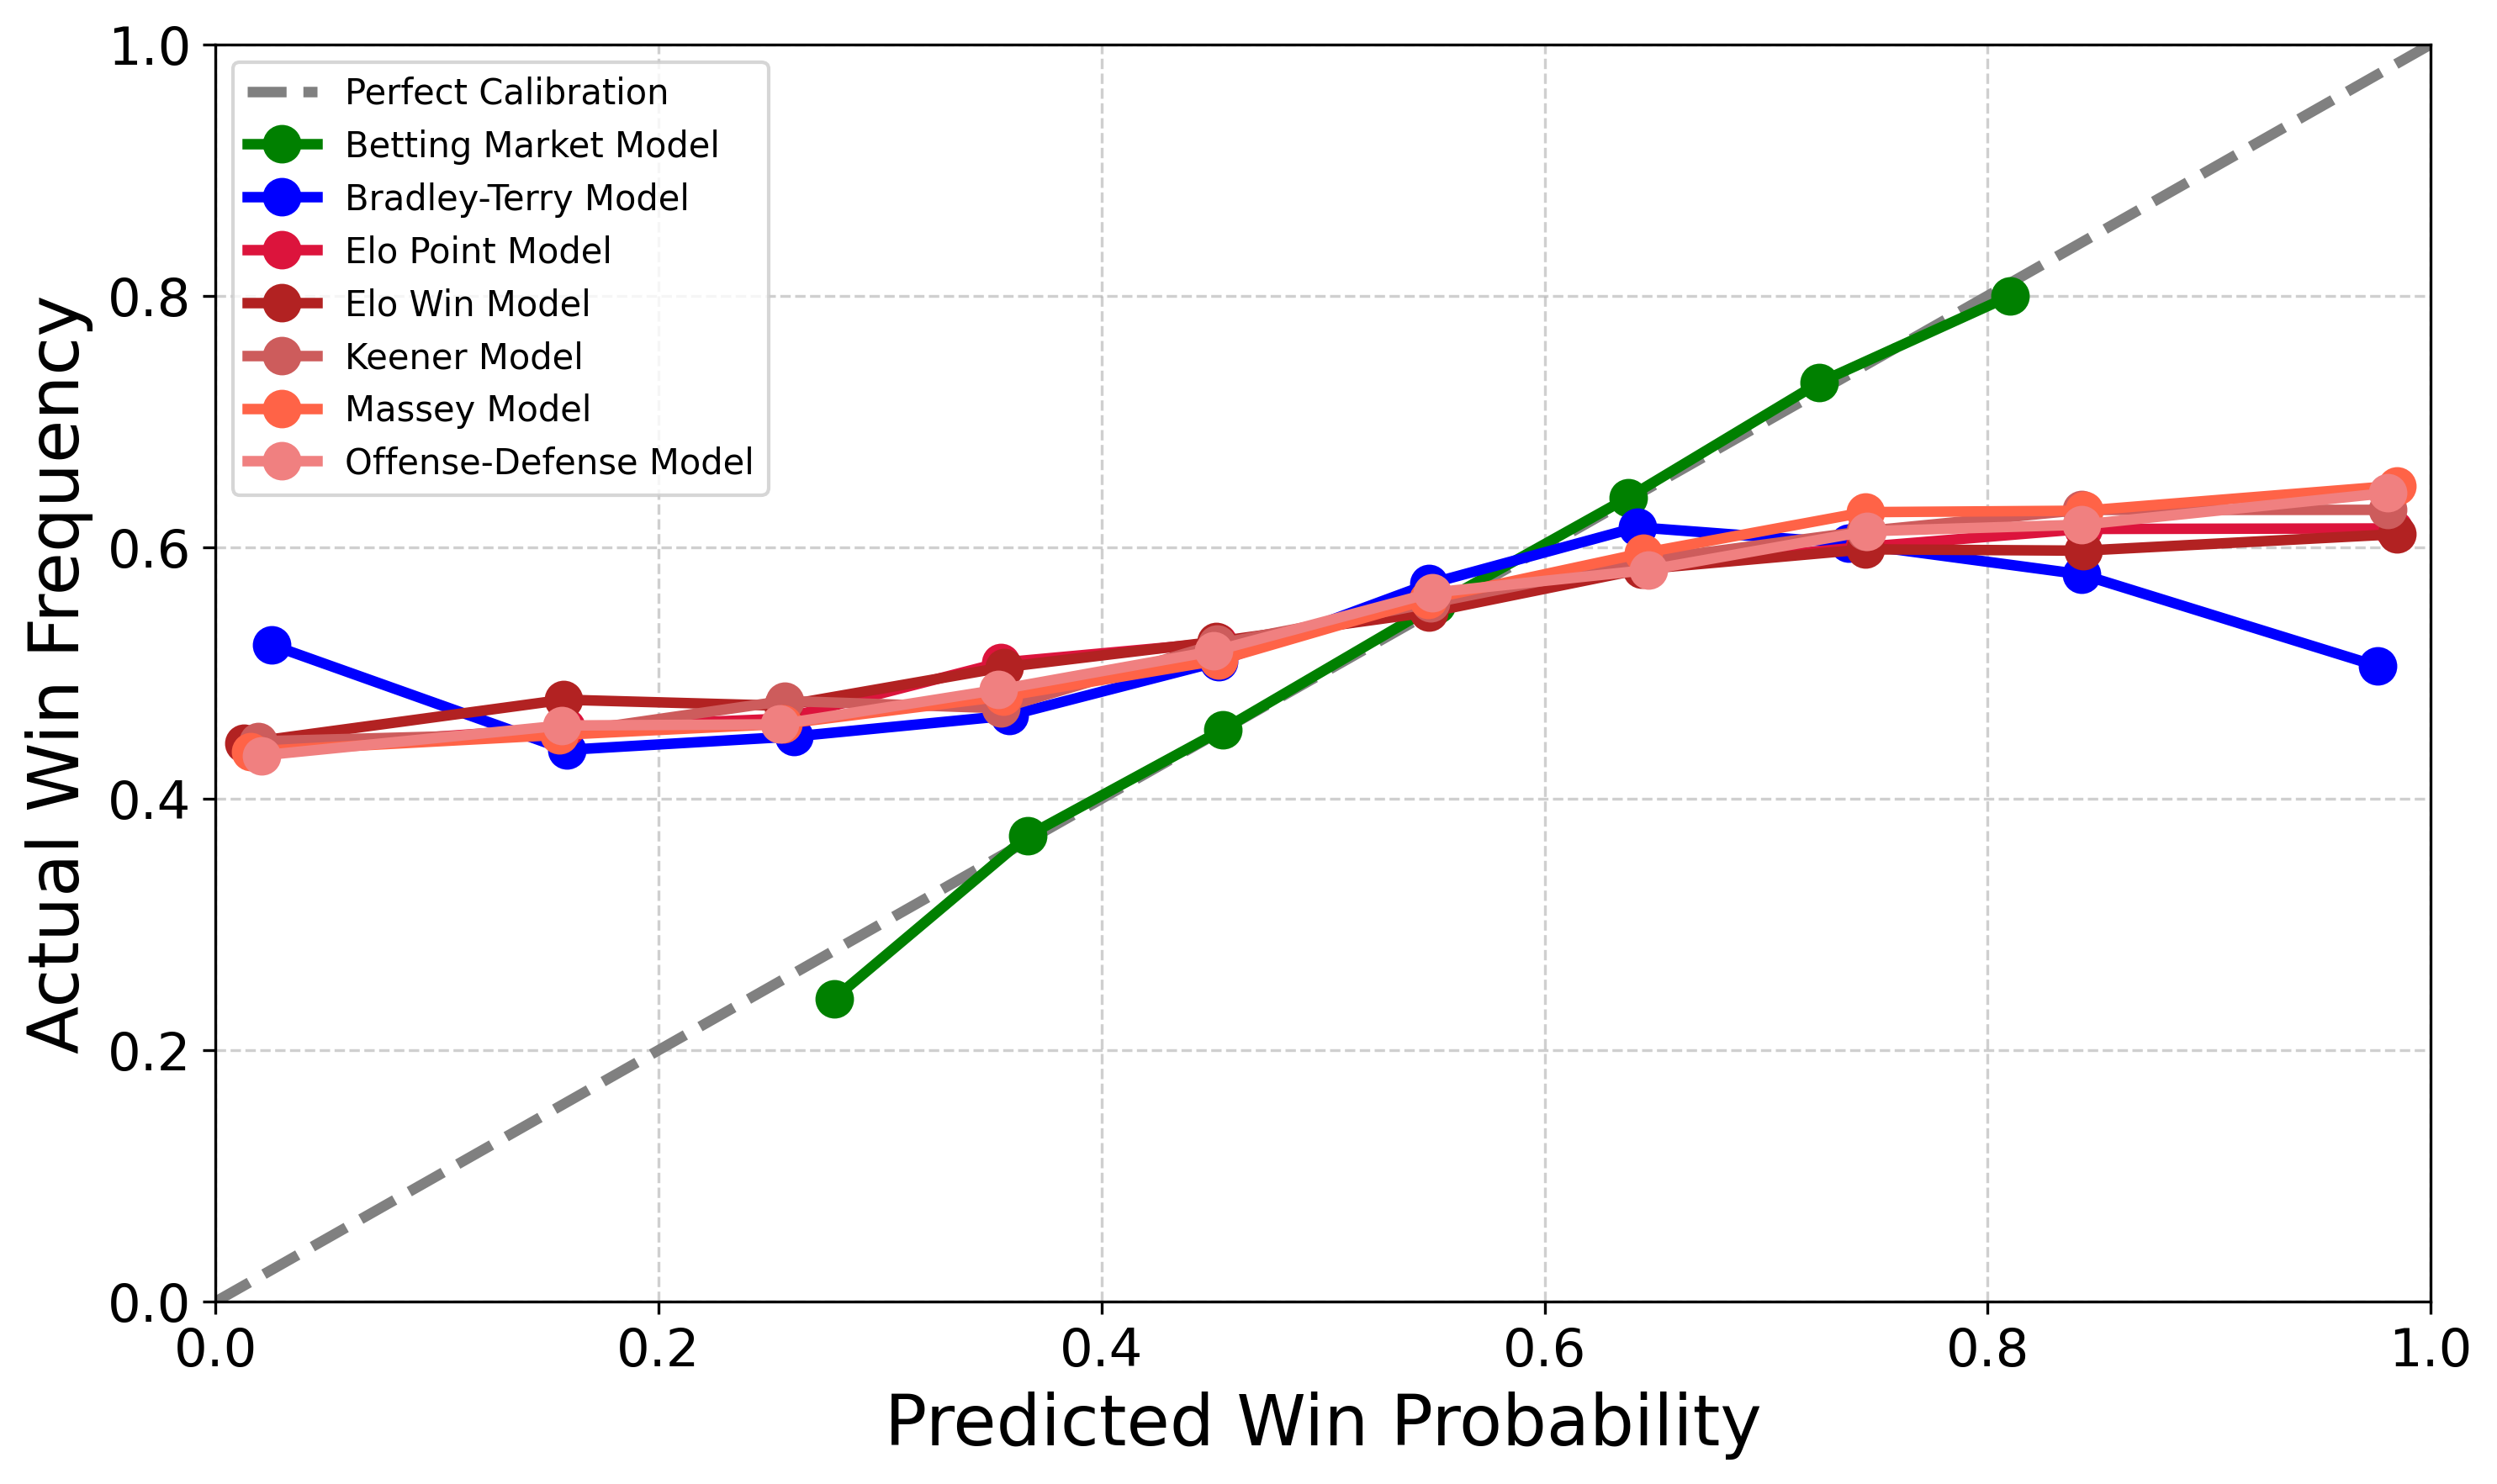 Perfect Calibration
Betting Market Model
Bradley-Terry Model
Elo Point Model
Elo Win Model
Keener Model
Massey Model
Offense-Defense Model
Actual Win Frequency
1.0
0.8
0.6
0.4
0.2
0.0
0.0 0.2 0.4 0.6 0.8 1.0
Predicted Win Probability